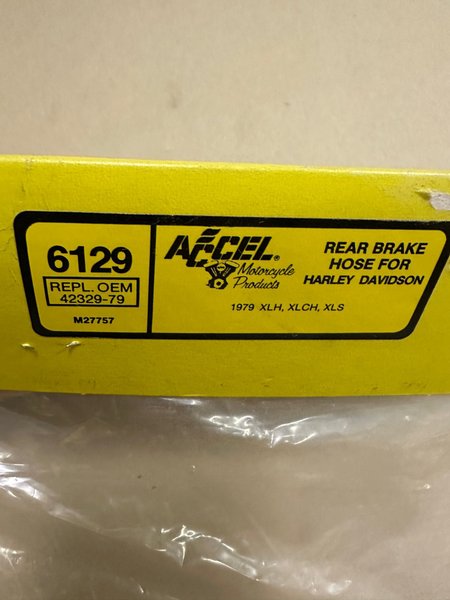 6129
REPL. OEM
42329-79
M27757
ACCEL®
Motorcycle
Products
1979 XLH, XLCH, XLS
REAR BRAKE
HOSE FOR
HARLEY DAVIDSON